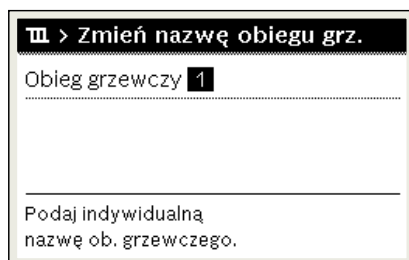 > Zmień nazwę obiegu grz.
Obieg grzewczy 1
Podaj indywidualną
nazwę ob. grzewczego.